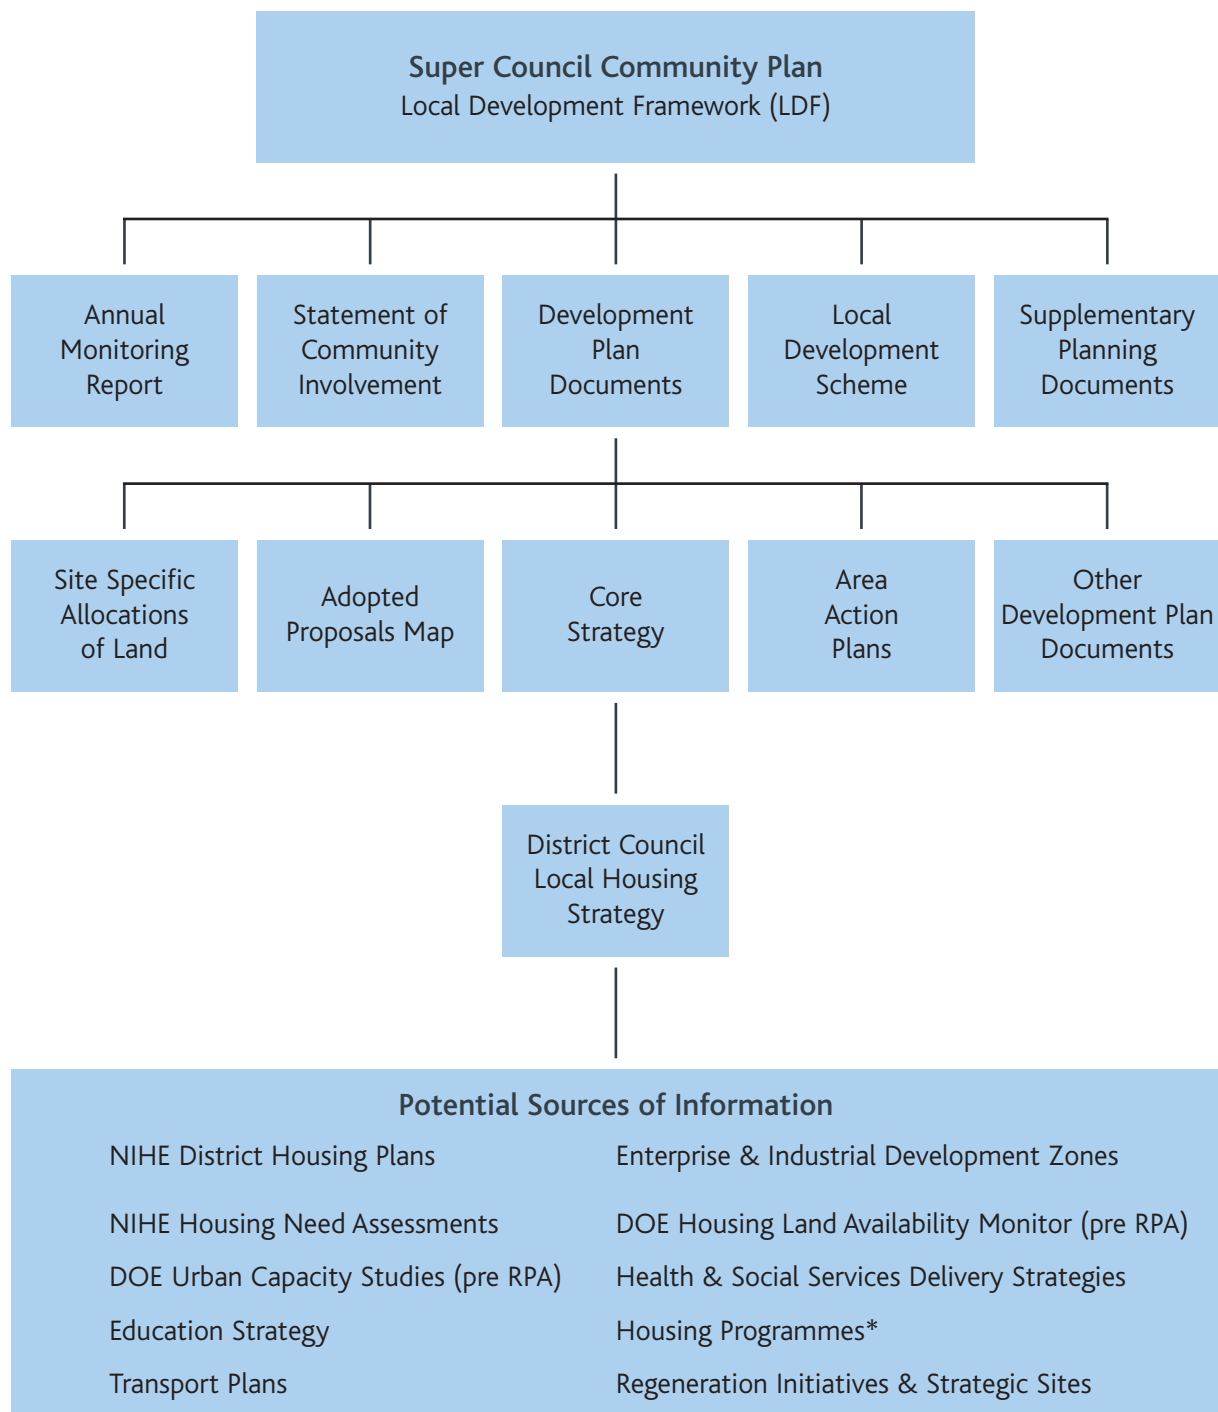 Super Council Community Plan
Local Development Framework (LDF)
Annual
Monitoring
Report
Statement of
Community
Involvement
Development
Plan
Documents
Local
Development
Scheme
Supplementary
Planning
Documents
Site Specific
Allocations
of Land
Adopted
Proposals Map
Core
Strategy
Area
Action
Plans
Other
Development Plan
Documents
District Council
Local Housing
Strategy
Potential Sources of Information
NIHE District Housing Plans
Enterprise & Industrial Development Zones
NIHE Housing Need Assessments
DOE Housing Land Availability Monitor (pre RPA)
DOE Urban Capacity Studies (pre RPA)
Health & Social Services Delivery Strategies
Education Strategy
Housing Programmes*
Transport Plans
Regeneration Initiatives & Strategic Sites